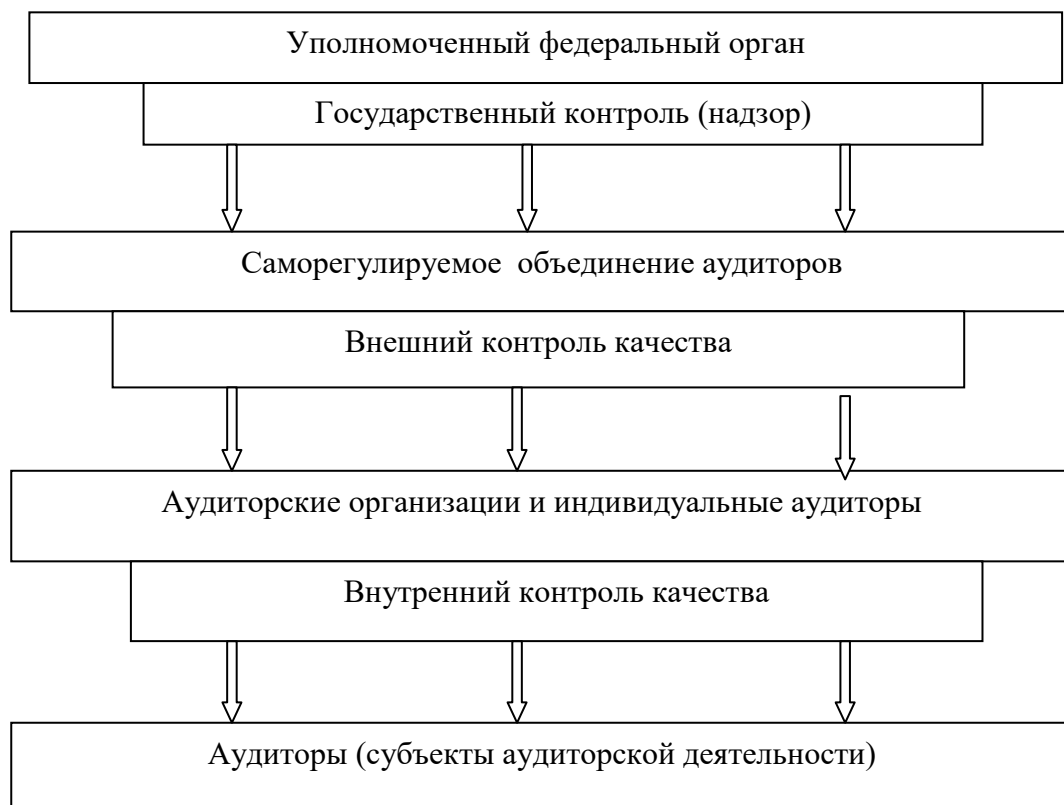 Уполномоченный федеральный орган
Государственный контроль (надзор)
Саморегулируемое объединение аудиторов
Внешний контроль качества
Аудиторские организации и индивидуальные аудиторы
Внутренний контроль качества
Аудиторы (субъекты аудиторской деятельности)